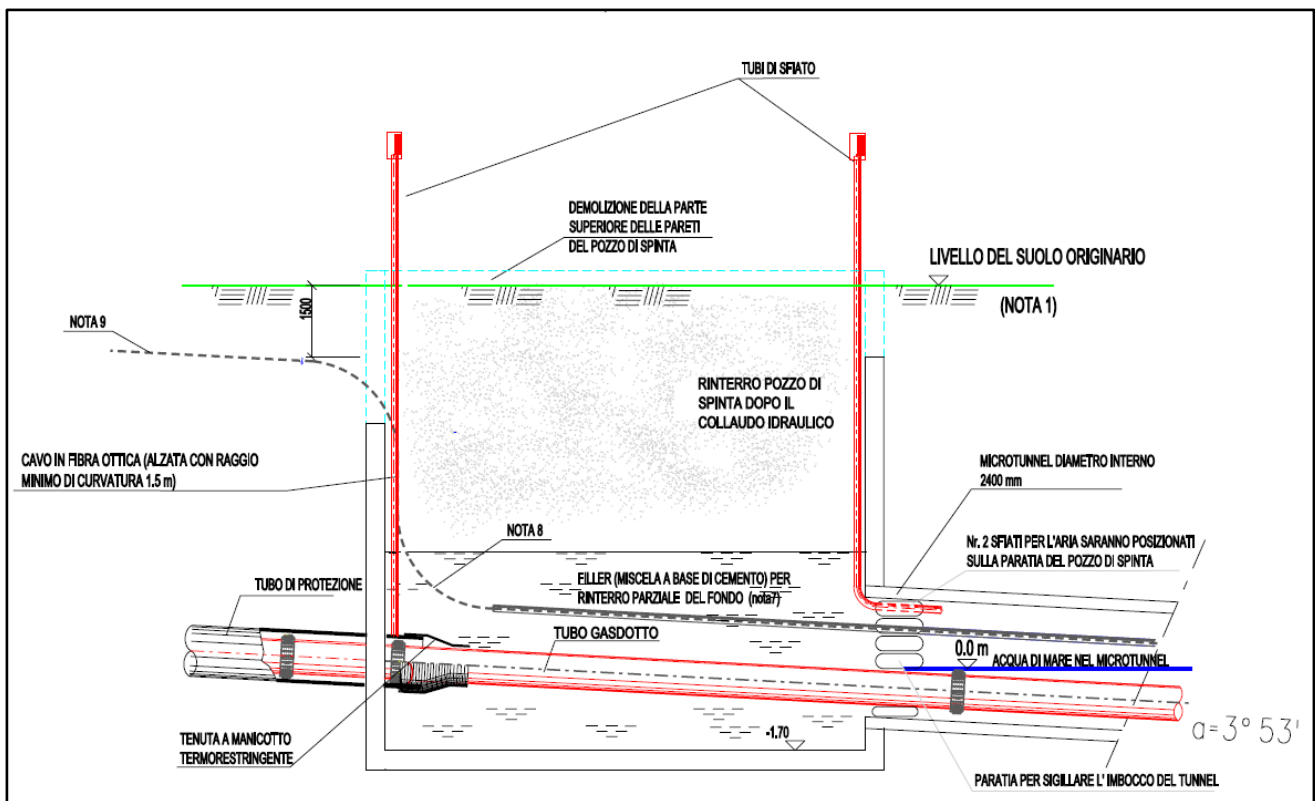 TUBI DI SFIATO
DEMOLIZIONE DELLA PARTE
SUPERIORE DELLE PARETI
DEL POZZO DI SPINTA
LIVELLO DEL SUOLO ORIGINARIO
(NOTA 1)
1500
NOTA 9
RINTERRO POZZO DI
SPINTA DOPO IL
COLLAUDO IDRAULICO
CAVO IN FIBRA OTTICA (ALZATA CON RAGGIO
MINIMO DI CURVATURA 1.5 m)
MICROTUNNEL DIAMETRO INTERNO
2400 mm
NOTA 8
Nr. 2 SFIATI PER L'ARIA SARANNO POSIZIONATI
SULLA PARATIA DEL POZZO DI SPINTA
FILLER (MISCELA A BASE DI CEMENTO) PER
RINTERRO PARZIALE DEL FONDO (nota7)
TUBO DI PROTEZIONE
TUBO GASDOTTO
0.0 m
ACQUA DI MARE NEL MICROTUNNEL
-1.70
a=3°53'
TENUTA A MANICOTTO
TERMORESTRINGENTE
PARATIA PER SIGILLARE L' IMBOCCO DEL TUNNEL